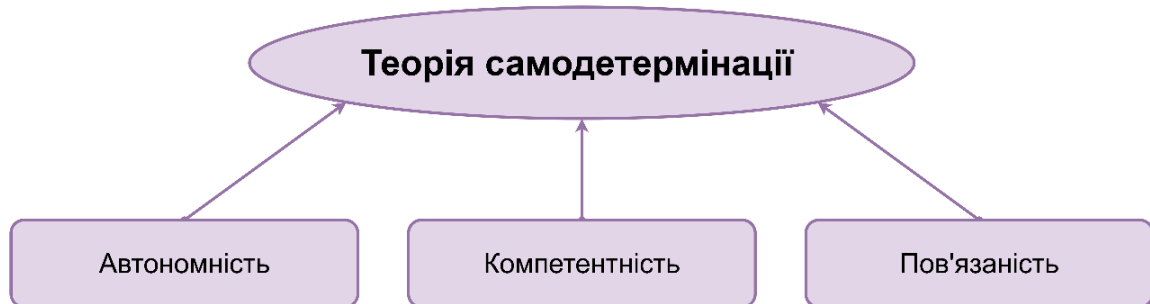 Теорія самодетермінації
Автономність
Компетентність
Пов'язаність